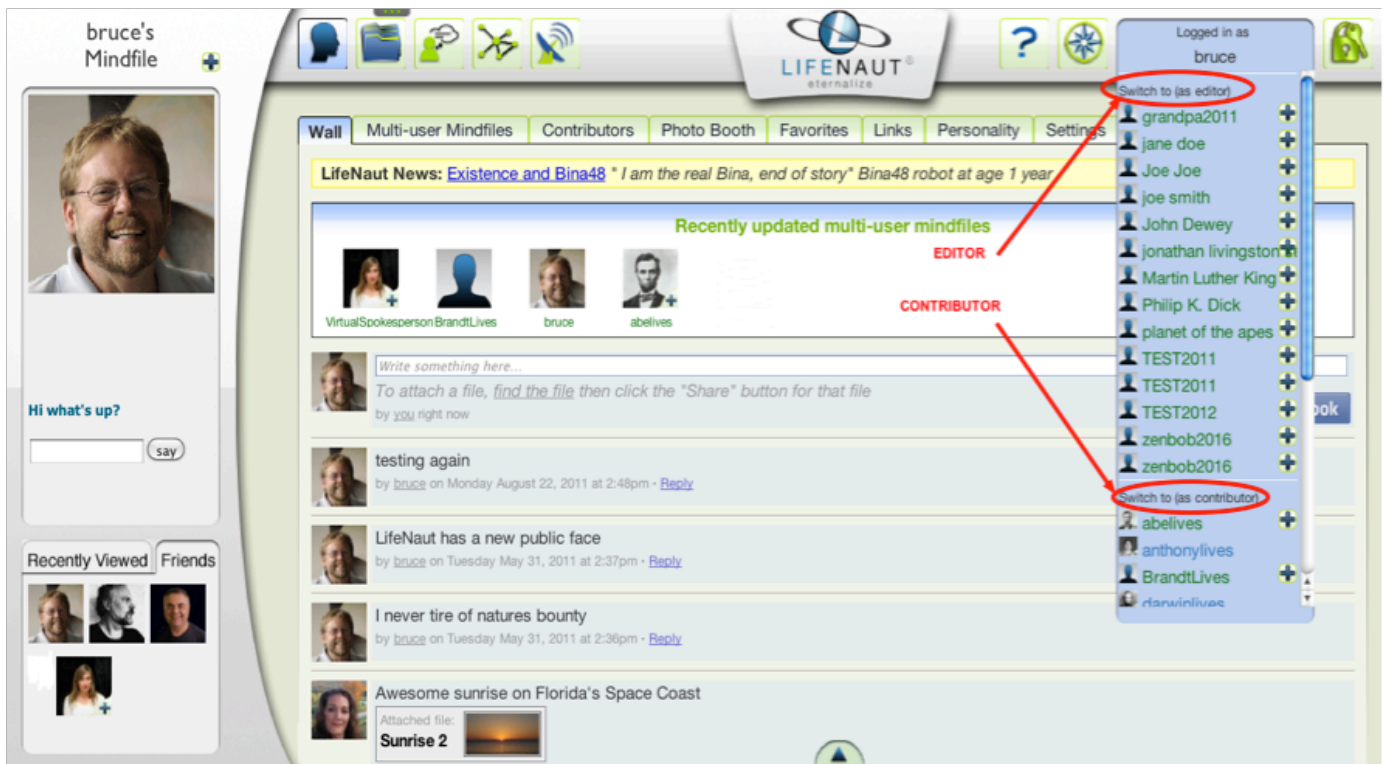 bruce's
Mindfile
LIFENAUT®
eternalize
?
Logged in as
bruce
Switch to (as editor)
grandpa2011
jane doe
Joe Joe
joe smith
John Dewey
jonathan livingston
Martin Luther King
Philip K. Dick
planet of the apes
TEST2011
TEST2011
TEST2012
zenbob2016
zenbob2016
Switch to (as contributor)
abelives
anthonylives
BrandtLives
darwinlives
Wall Multi-user Mindfiles Contributors Photo Booth Favorites Links Personality Settings
LifeNaut News: Existence and Bina48 " I am the real Bina, end of story" Bina48 robot at age 1 year
Recently updated multi-user mindfiles
EDITOR
CONTRIBUTOR
VirtualSpokesperson BrandtLives bruce abelives
Write something here...
To attach a file, find the file then click the "Share" button for that file
by you right now
ook
Hi what's up?
say
testing again
by bruce on Monday August 22, 2011 at 2:48pm • Reply
LifeNaut has a new public face
by bruce on Tuesday May 31, 2011 at 2:37pm • Reply
I never tire of natures bounty
by bruce on Tuesday May 31, 2011 at 2:36pm • Reply
Awesome sunrise on Florida's Space Coast
Attached file:
Sunrise 2
Recently Viewed Friends